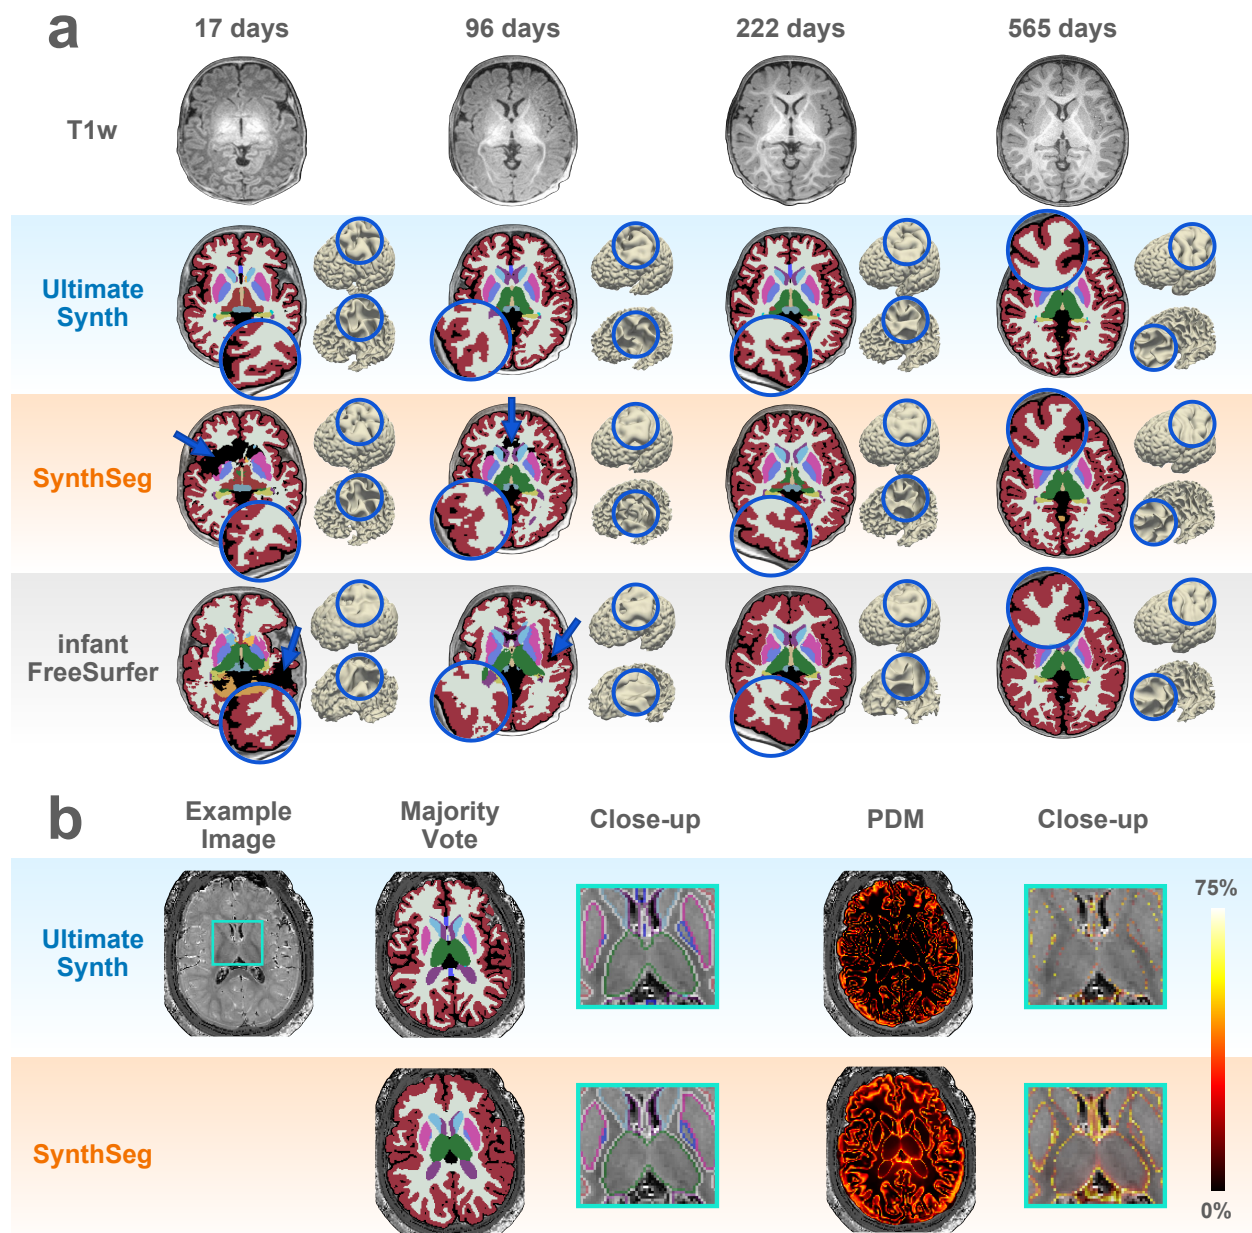 a
17 days
96 days
222 days
565 days
T1w
Ultimate
Synth
SynthSeg
infant
FreeSurfer
b
Example
Image
Majority
Vote
Close-up
PDM
Close-up
Ultimate
Synth
75%
SynthSeg
0%